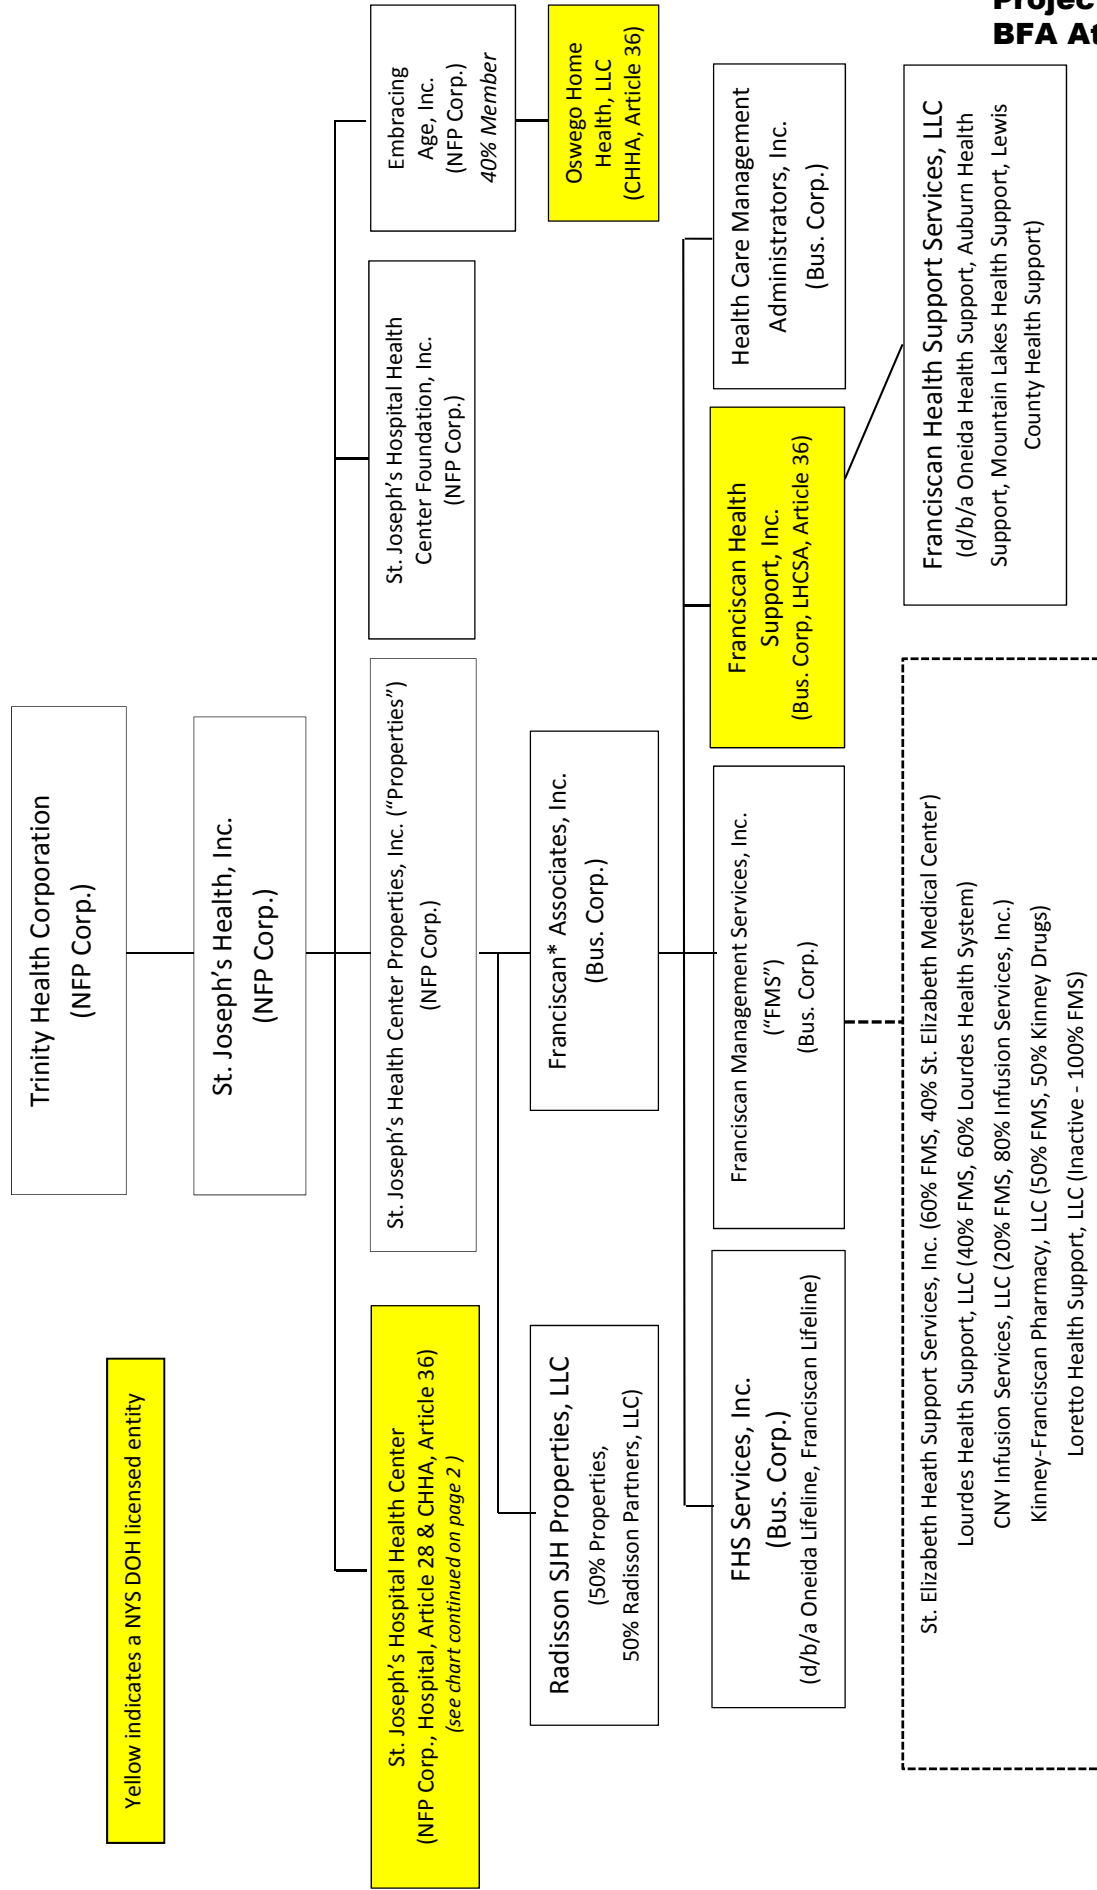 Projec
BFA At
Trinity Health Corporation
(NFP Corp.)
Yellow indicates a NYS DOH licensed entity
St. Joseph's Health, Inc.
(NFP Corp.)
St. Joseph's Hospital Health Center
(NFP Corp., Hospital, Article 28 & CHHA, Article 36)
(see chart continued on page 2 )
St. Joseph's Health Center Properties, Inc. (“Properties”)
(NFP Corp.)
St. Joseph's Hospital Health
Center Foundation, Inc.
(NFP Corp.)
Embracing
Age, Inc.
(NFP Corp.)
40% Member
Radisson SJH Properties, LLC
(50% Properties,
50% Radisson Partners, LLC)
Franciscan* Associates, Inc.
(Bus. Corp.)
Oswego Home
Health, LLC
(CHHA, Article 36)
FHS Services, Inc.
(Bus. Corp.)
(d/b/a Oneida Lifeline, Franciscan Lifeline)
Franciscan Management Services, Inc.
(“FMS”)
(Bus. Corp.)
Franciscan Health
Support, Inc.
(Bus. Corp, LHCSA, Article 36)
Health Care Management
Administrators, Inc.
(Bus. Corp.)
St. Elizabeth Heath Support Services, Inc. (60% FMS, 40% St. Elizabeth Medical Center)
Lourdes Health Support, LLC (40% FMS, 60% Lourdes Health System)
CNY Infusion Services, LLC (20% FMS, 80% Infusion Services, Inc.)
Kinney-Franciscan Pharmacy, LLC (50% FMS, 50% Kinney Drugs)
Loretto Health Support, LLC (Inactive - 100% FMS)
Franciscan Health Support Services, LLC
(d/b/a Oneida Health Support, Auburn Health
Support, Mountain Lakes Health Support, Lewis
County Health Support)